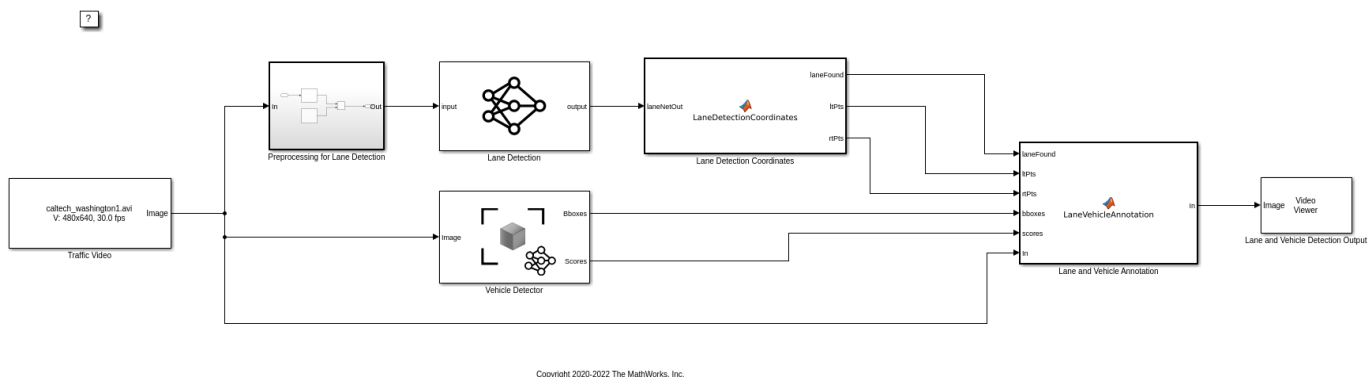 ?
In
Out
Preprocessing for Lane Detection
input
output
Lane Detection
laneNetOut
LaneDetectionCoordinates
laneFound
ltPts
rtPts
Lane Detection Coordinates
caltech_washington1.avi
V: 480x640, 30.0 fps
Image
Traffic Video
Image
Bboxes
Scores
Vehicle Detector
laneFound
ltPts
rtPts
bboxes
scores
In
LaneVehicleAnnotation
In
Lane and Vehicle Annotation
Image
Video
Viewer
Lane and Vehicle Detection Output
Copyright 2020-2022 The MathWorks, Inc.